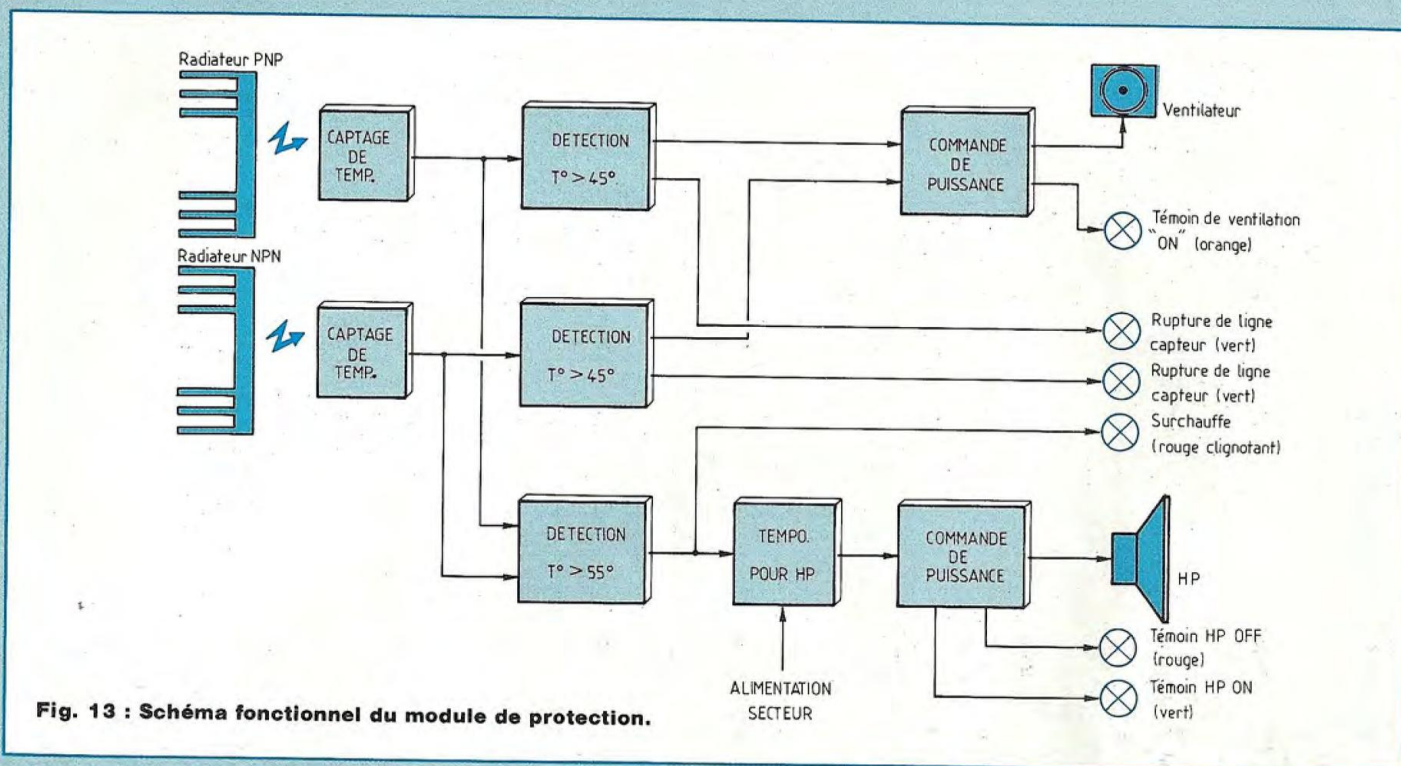 Radiateur PNP
CAPTAGE
DE
TEMP.
DETECTION
T° > 45°
COMMANDE
DE
PUISSANCE
Ventilateur
Témoin de ventilation
"ON" (orange)
Radiateur NPN
CAPTAGE
DE
TEMP.
DETECTION
T° > 45°
Rupture de ligne
capteur (vert)
Rupture de ligne
capteur (vert)
Surchauffe
(rouge clignotant)
DETECTION
T° > 55°
TEMPO.
POUR HP
COMMANDE
DE
PUISSANCE
HP
Témoin HP OFF
(rouge)
Témoin HP ON
(vert)
ALIMENTATION
SECTEUR
Fig. 13 : Schéma fonctionnel du module de protection.